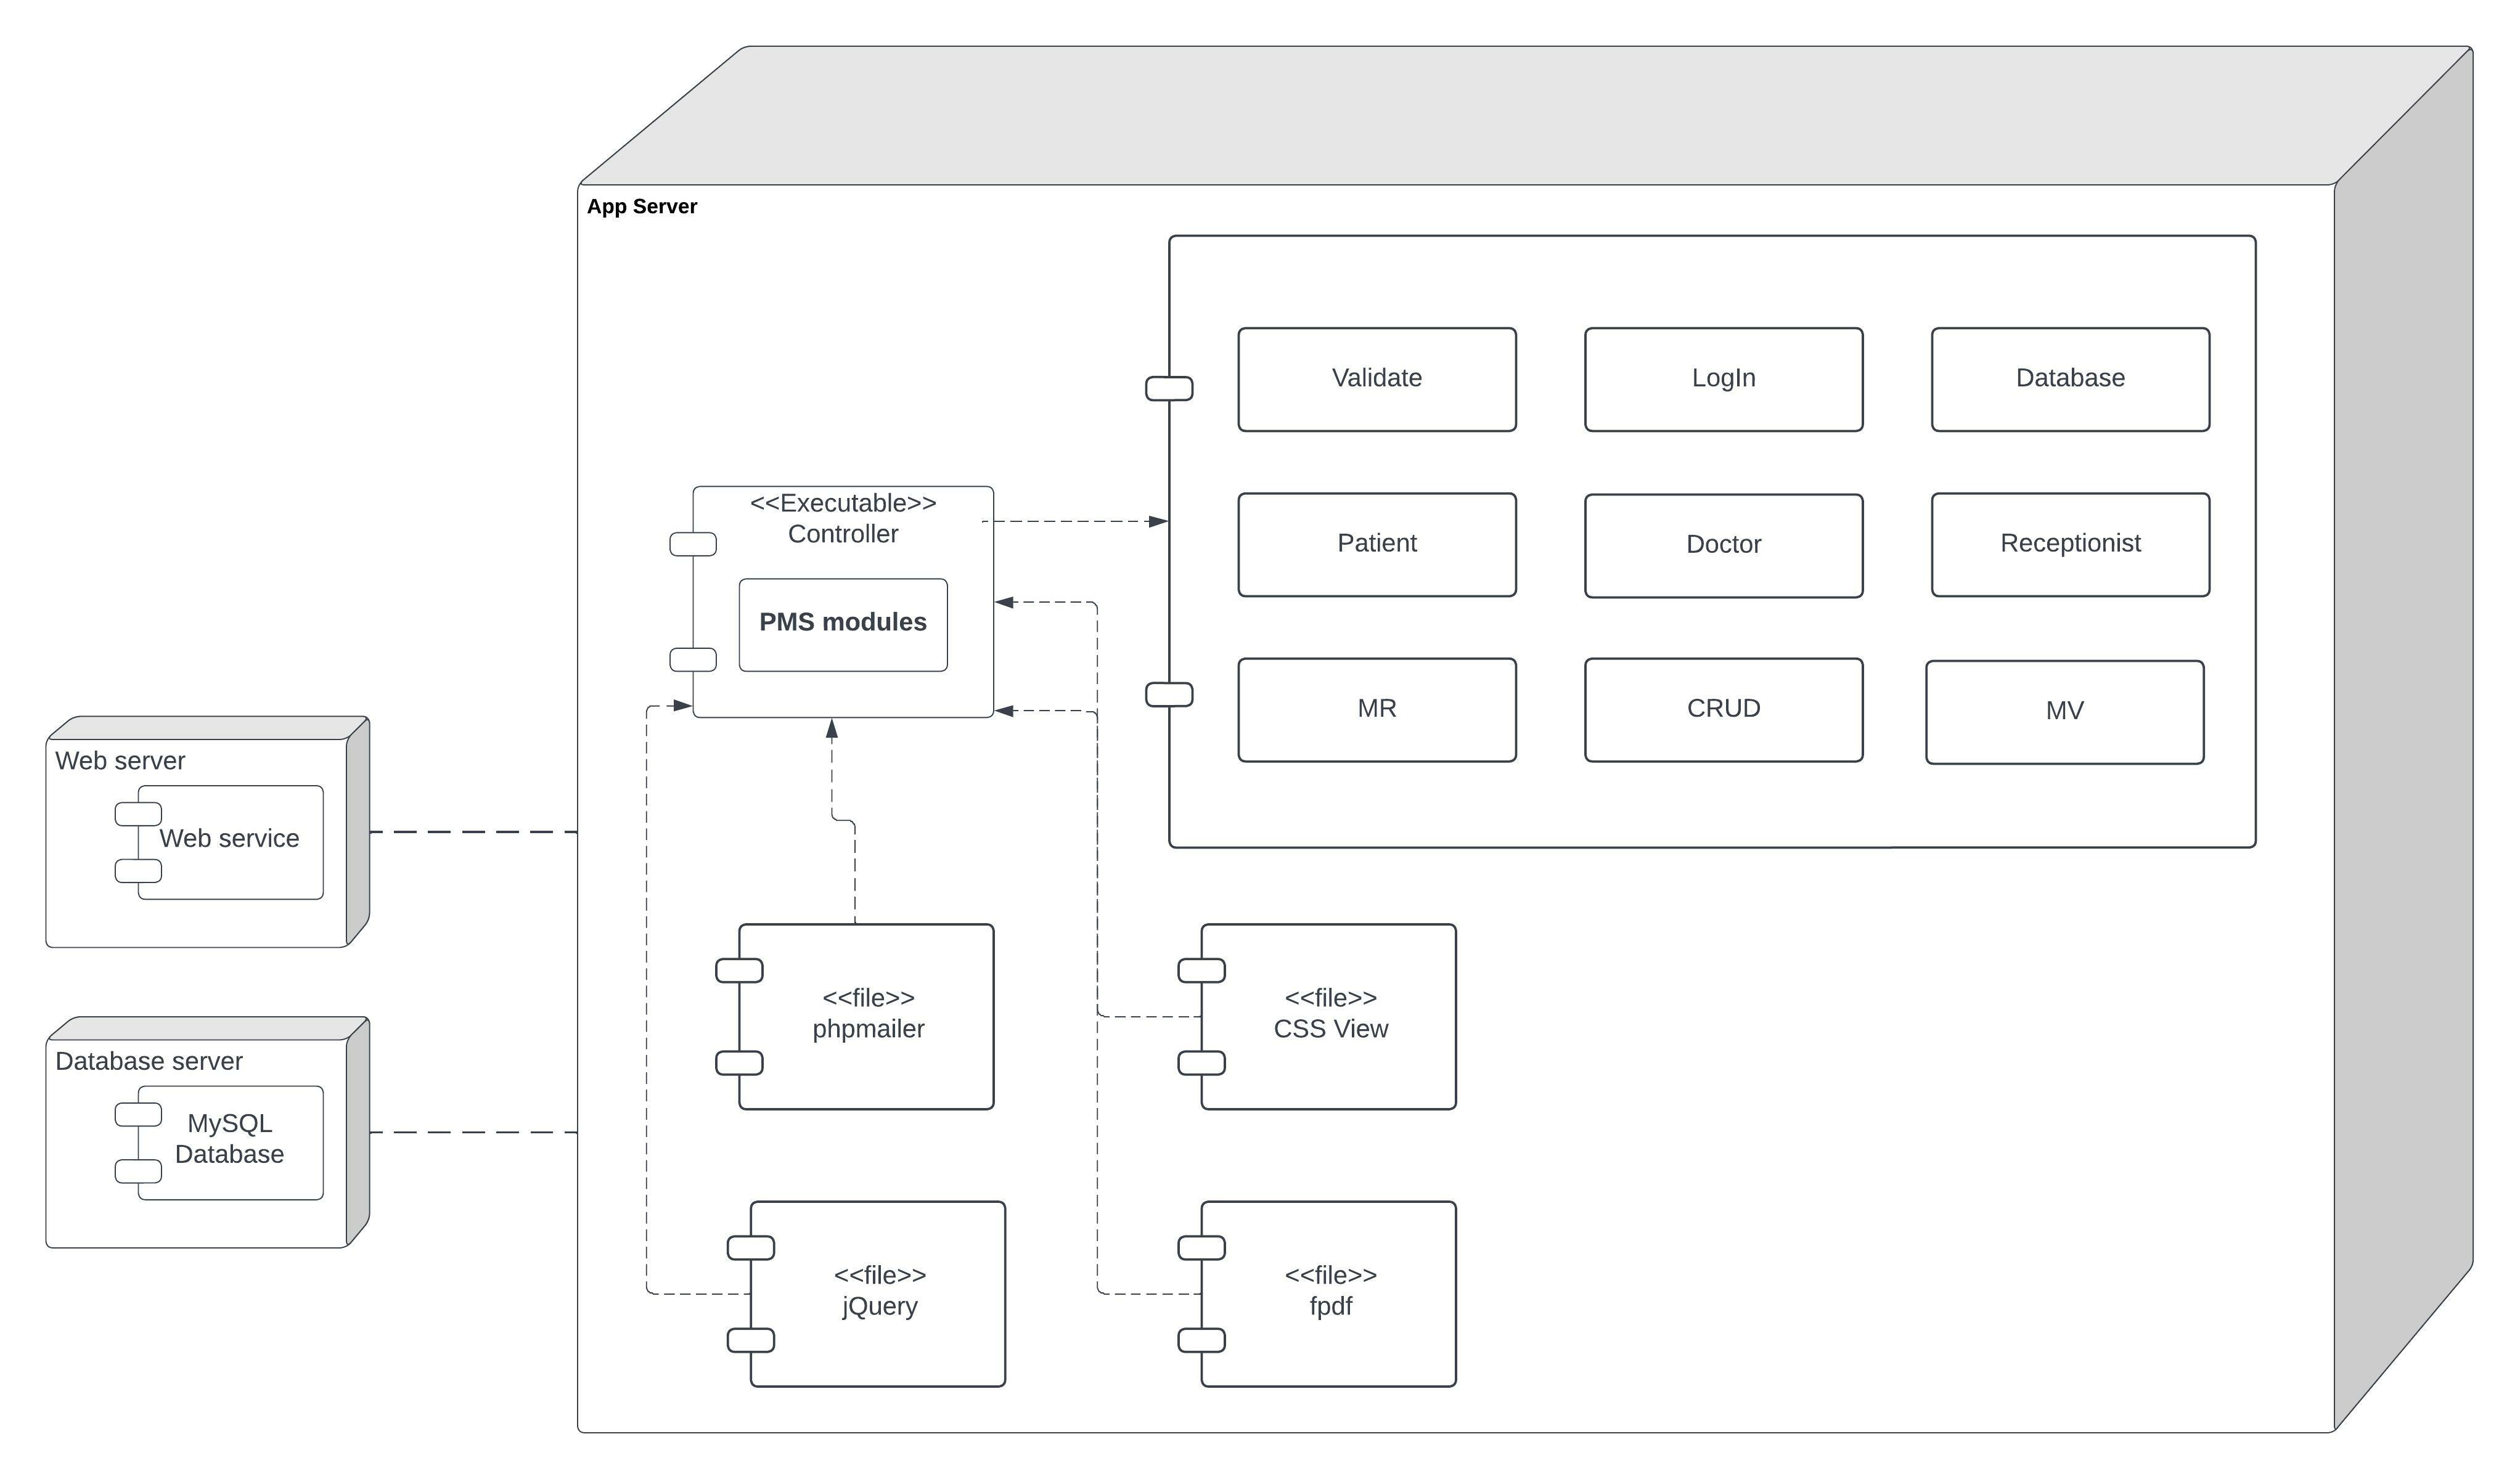 App Server
Validate
LogIn
Database
<<Executable>>
Controller
PMS modules
Patient
Doctor
Receptionist
MR
CRUD
MV
Web server
Web service
Database server
MySQL
Database
<<file>>
phpmailer
<<file>>
CSS View
<<file>>
jQuery
<<file>>
fpdf